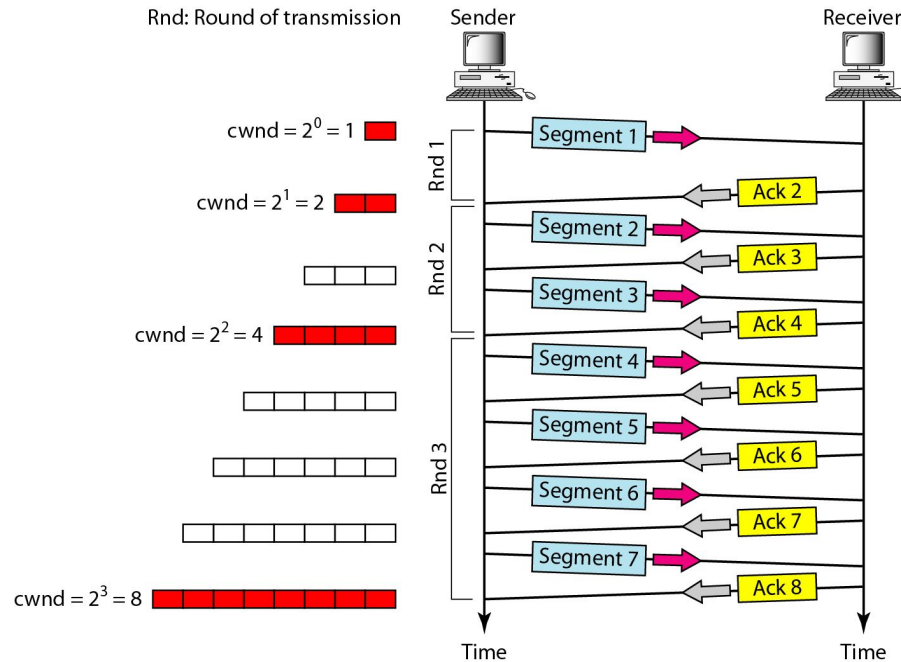 Rnd: Round of transmission
Sender
Receiver
cwnd = 2⁰ = 1
Rnd 1
Segment 1
Ack 2
cwnd = 2¹ = 2
Rnd 2
Segment 2
Ack 3
Segment 3
Ack 4
cwnd = 2² = 4
Rnd 3
Segment 4
Ack 5
Segment 5
Ack 6
Segment 6
Ack 7
Segment 7
Ack 8
cwnd = 2³ = 8
Time
Time